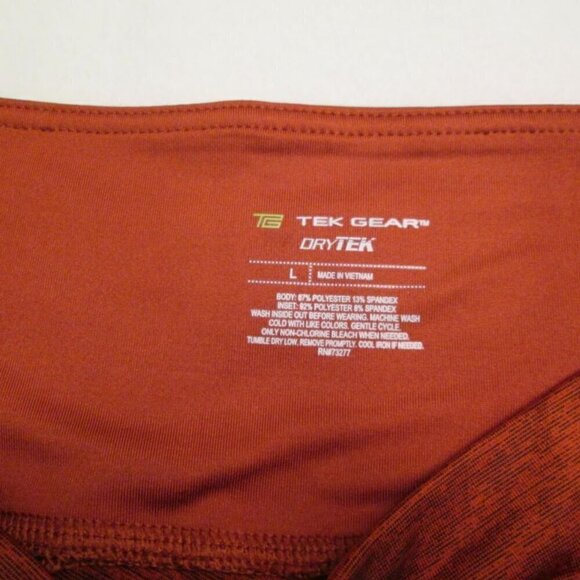 TG TEK GEAR™
DRYTEK
L MADE IN VIETNAM
BODY: 87% POLYESTER 13% SPANDEX
INSET: 92% POLYESTER 8% SPANDEX
WASH INSIDE OUT BEFORE WEARING. MACHINE WASH
COLD WITH LIKE COLORS. GENTLE CYCLE.
ONLY NON-CHLORINE BLEACH WHEN NEEDED.
TUMBLE DRY LOW. REMOVE PROMPTLY. COOL IRON IF NEEDED.
RN#73277